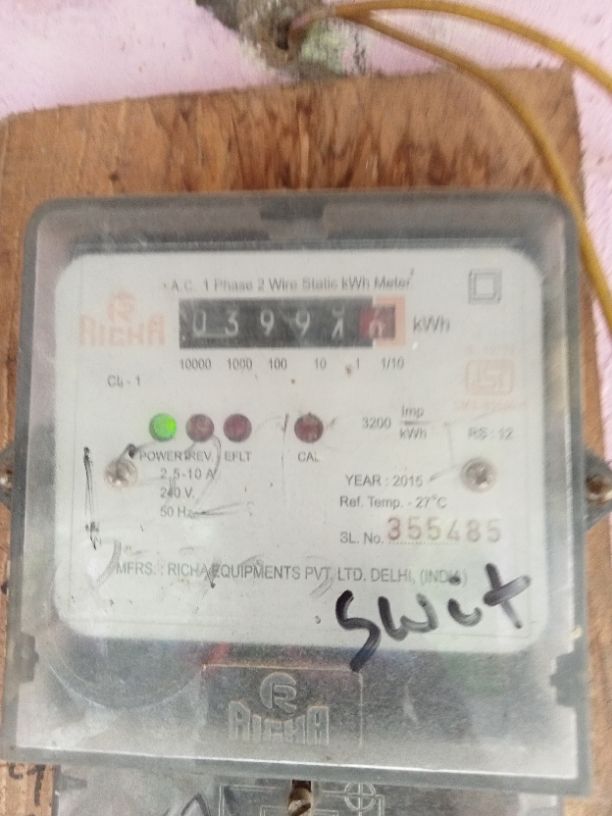 A.C. 1 Phase 2 Wire Static kWh Meter
RICHA
0399
kWh
10000 1000 100 10 1 1/10
CL - 1
3200 Imp/kWh
RS : 12
POWER REV. EFLT CAL
2.5-10 A
240 V.
50 Hz
YEAR : 2015
Ref. Temp. - 27°C
SL. No. 355485
MFRS. : RICHA EQUIPMENTS PVT. LTD. DELHI, (INDIA)
R
RICHA